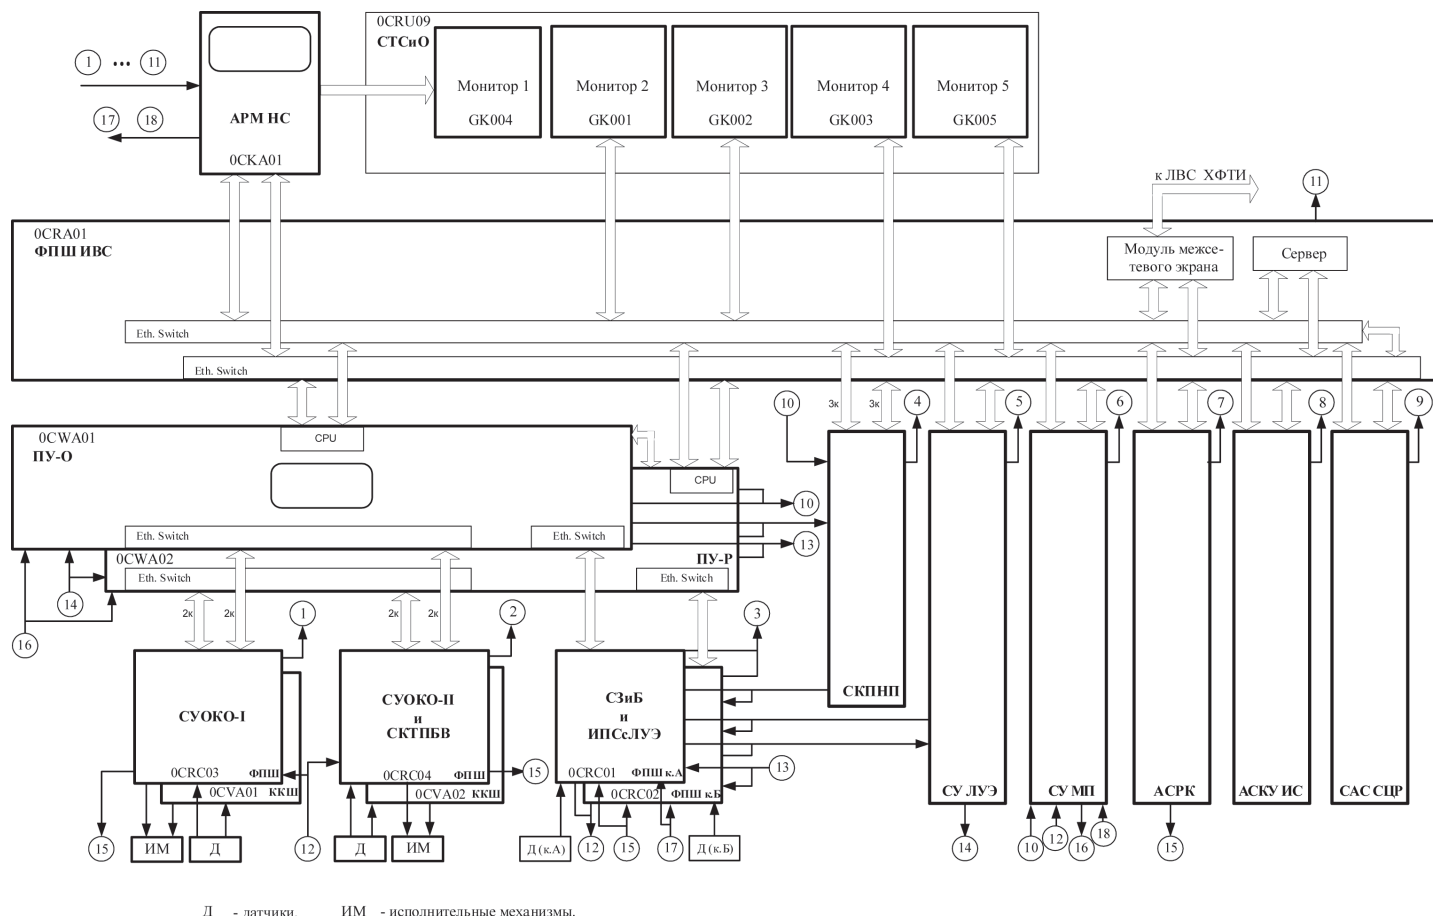 0CRU09
СТСиО
1 ... 11
17 18
АРМ НС
0CKA01
Монитор 1
GK004
Монитор 2
GK001
Монитор 3
GK002
Монитор 4
GK003
Монитор 5
GK005
к ЛВС ХФТИ
11
0CRA01
ФПШ ИВС
Модуль межсе-
тевого экрана
Сервер
Eth. Switch
Eth. Switch
3к
3к
10
4
5
6
7
8
9
0CWA01
ПУ-О
CPU
CPU
10
13
Eth. Switch
Eth. Switch
0CWA02
ПУ-Р
Eth. Switch
Eth. Switch
14
16
2к
2к
2к
2к
1
2
3
СУОКО-I
0CRC03
ФПШ
0CVA01
ККШ
СУОКО-II
и
СКТПБВ
0CRC04
ФПШ
0CVA02
ККШ
15
СЗиБ
и
ИПСсЛУЭ
0CRC01
ФПШ к.А
0CRC02
ФПШ к.Б
13
СКПНП
СУ ЛУЭ
СУ МП
АСРК
АСКУ ИС
САС СЦР
15
ИМ
Д
12
Д
ИМ
Д (к.А)
12
15
17
Д (к.Б)
14
10
12
16
18
15
Д - датчики, ИМ - исполнительные механизмы.